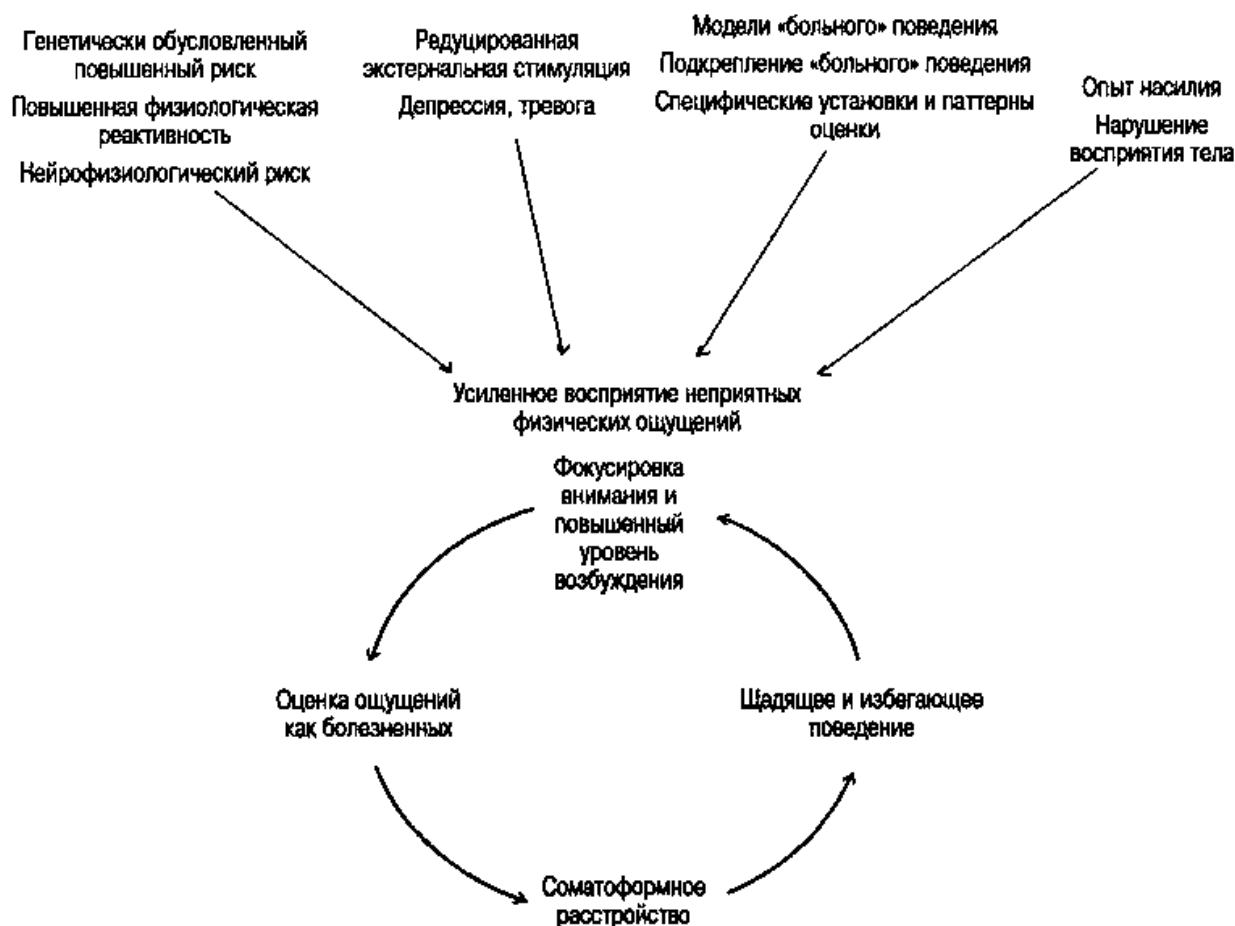 Генетически обусловленный
повышенный риск
Повышенная физиологическая
реактивность
Нейрофизиологический риск
Редуцированная
экстернальная стимуляция
Депрессия, тревога
Модели «больного» поведения
Подкрепление «больного» поведения
Специфические установки и паттерны
оценки
Опыт насилия
Нарушение
восприятия тела
Усиленное восприятие неприятных
физических ощущений
Фокусировка
внимания и
повышенный
уровень
возбуждения
Оценка ощущений
как болезненных
Щадящее и избегающее
поведение
Соматоформное
расстройство